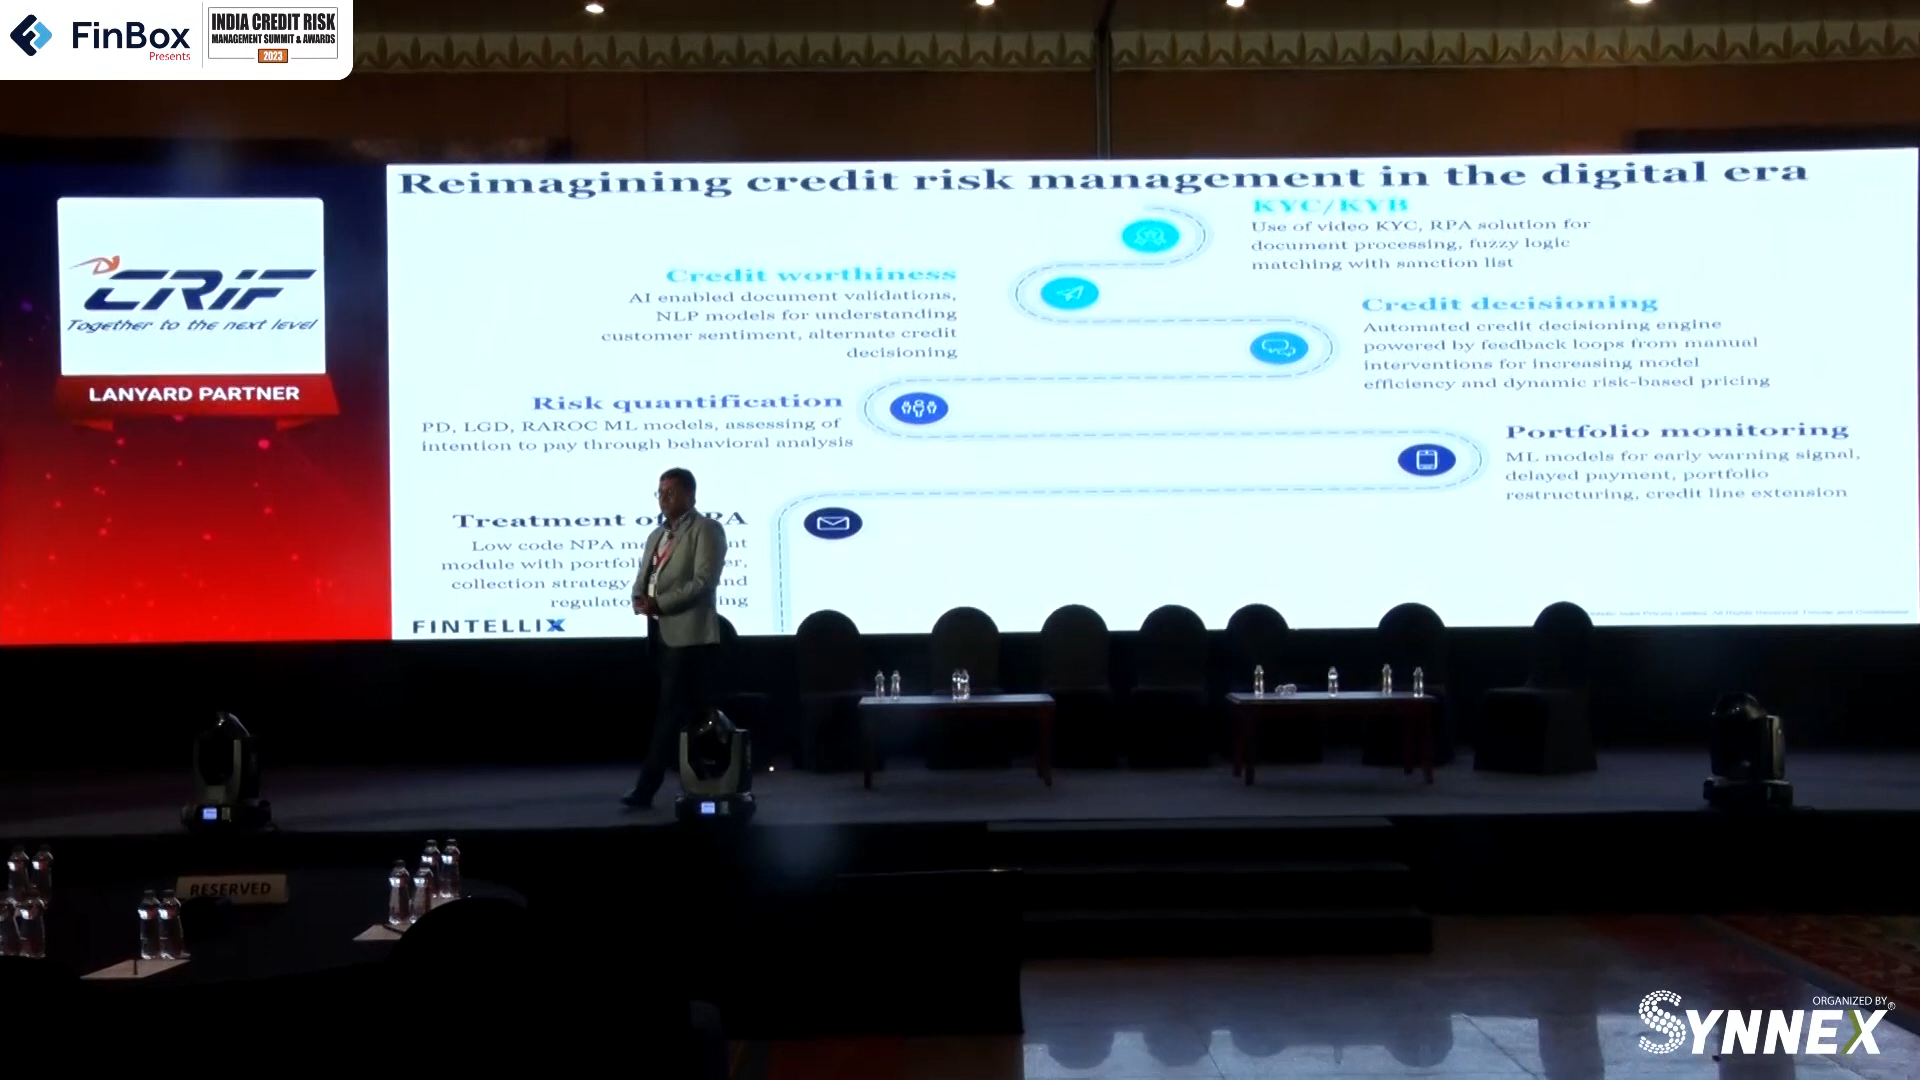 FinBox
Presents
INDIA CREDIT RISK
MANAGEMENT SUMMIT & AWARDS
2023
CRIF
Together to the next level
LANYARD PARTNER
Reimagining credit risk management in the digital era
KYC/KYB
Use of video KYC, RPA solution for
document processing, fuzzy logic
matching with sanction list
Credit worthiness
AI enabled document validations,
NLP models for understanding
customer sentiment, alternate credit
decisioning
Credit decisioning
Automated credit decisioning engine
powered by feedback loops from manual
interventions for increasing model
efficiency and dynamic risk-based pricing
Risk quantification
PD, LGD, RAROC ML models, assessing of
intention to pay through behavioral analysis
Portfolio monitoring
ML models for early warning signal,
delayed payment, portfolio
restructuring, credit line extension
Treatment of
Low code NPA
module with
collection strategy
FINTELLIX
RESERVED
ORGANIZED BY
SYNNEX®